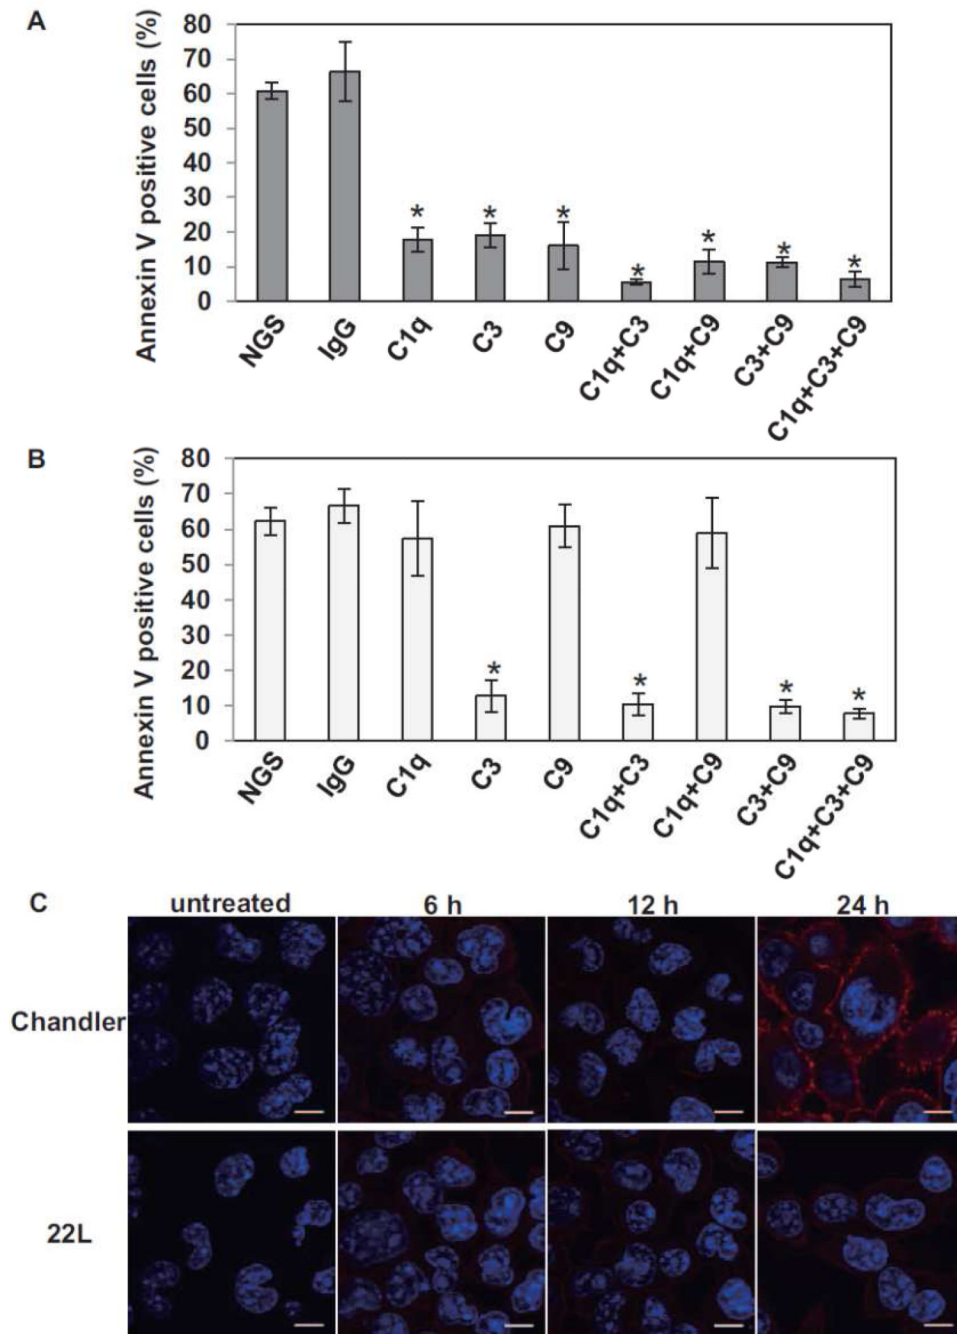 A
Annexin V positive cells (%)
80
70
60
50
40
30
20
10
0
* * * * * * *
NGS IgG C1q C3 C9 C1q+C3 C1q+C9 C3+C9 C1q+C3+C9
B
Annexin V positive cells (%)
80
70
60
50
40
30
20
10
0
* * * *
NGS IgG C1q C3 C9 C1q+C3 C1q+C9 C3+C9 C1q+C3+C9
C
untreated 6 h 12 h 24 h
Chandler
22L